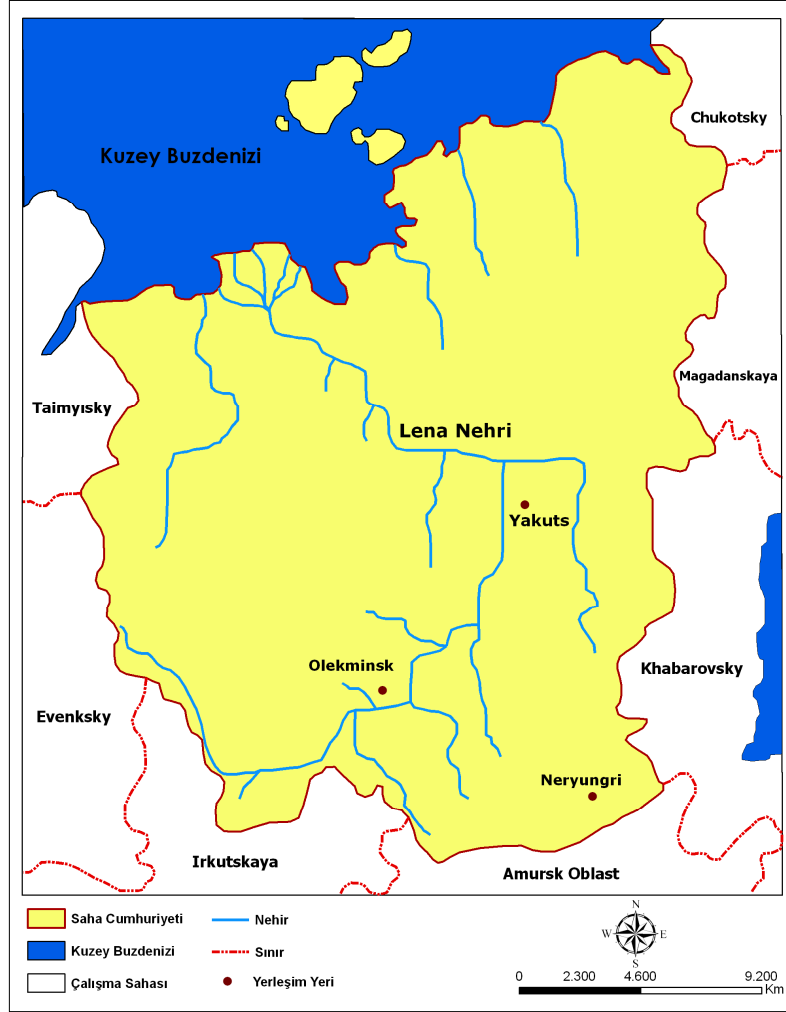 Kuzey Buzdenizi
Chukotsky
Magadanskaya
Taimyısky
Lena Nehri
Yakuts
Olekminsk
Khabarovsky
Evenksky
Neryungri
Irkutskaya
Amursk Oblast
Saha Cumhuriyeti
Nehir
Kuzey Buzdenizi
Sınır
Çalışma Sahası
Yerleşim Yeri
N
W E
S
0 2.300 4.600 9.200
Km